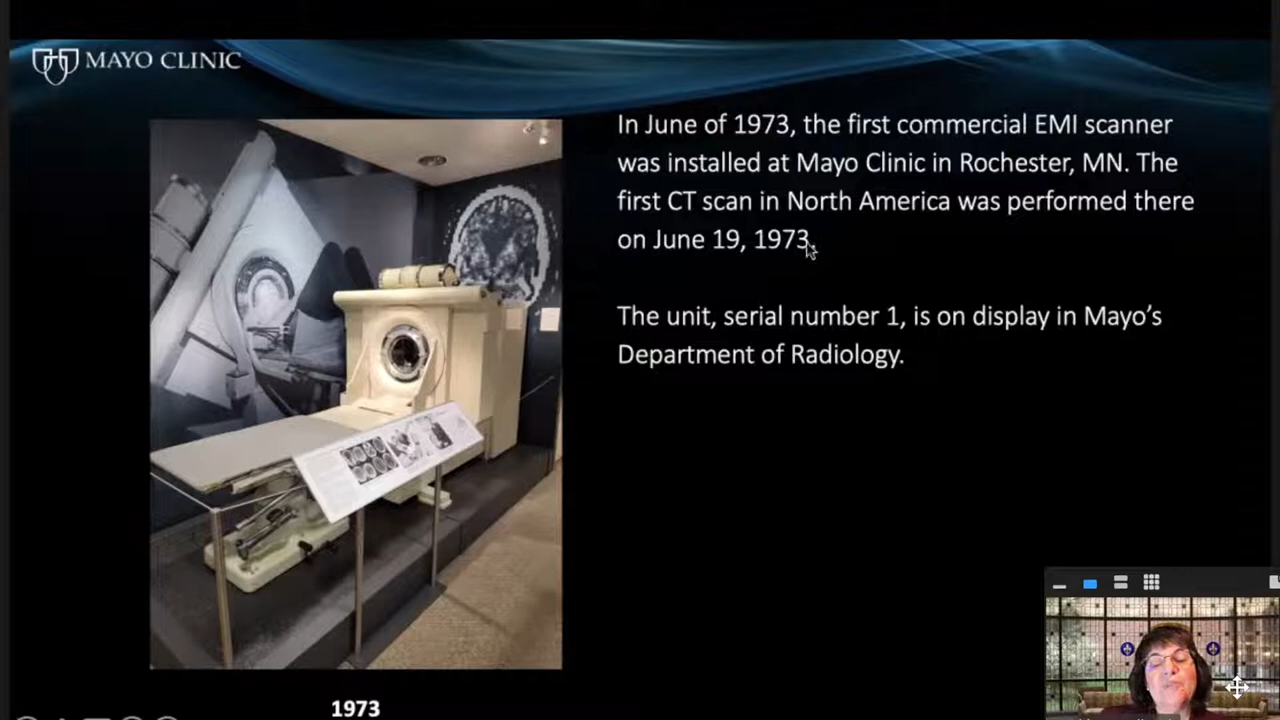 MAYO CLINIC
In June of 1973, the first commercial EMI scanner
was installed at Mayo Clinic in Rochester, MN. The
first CT scan in North America was performed there
on June 19, 1973.
The unit, serial number 1, is on display in Mayo’s
Department of Radiology.
1973